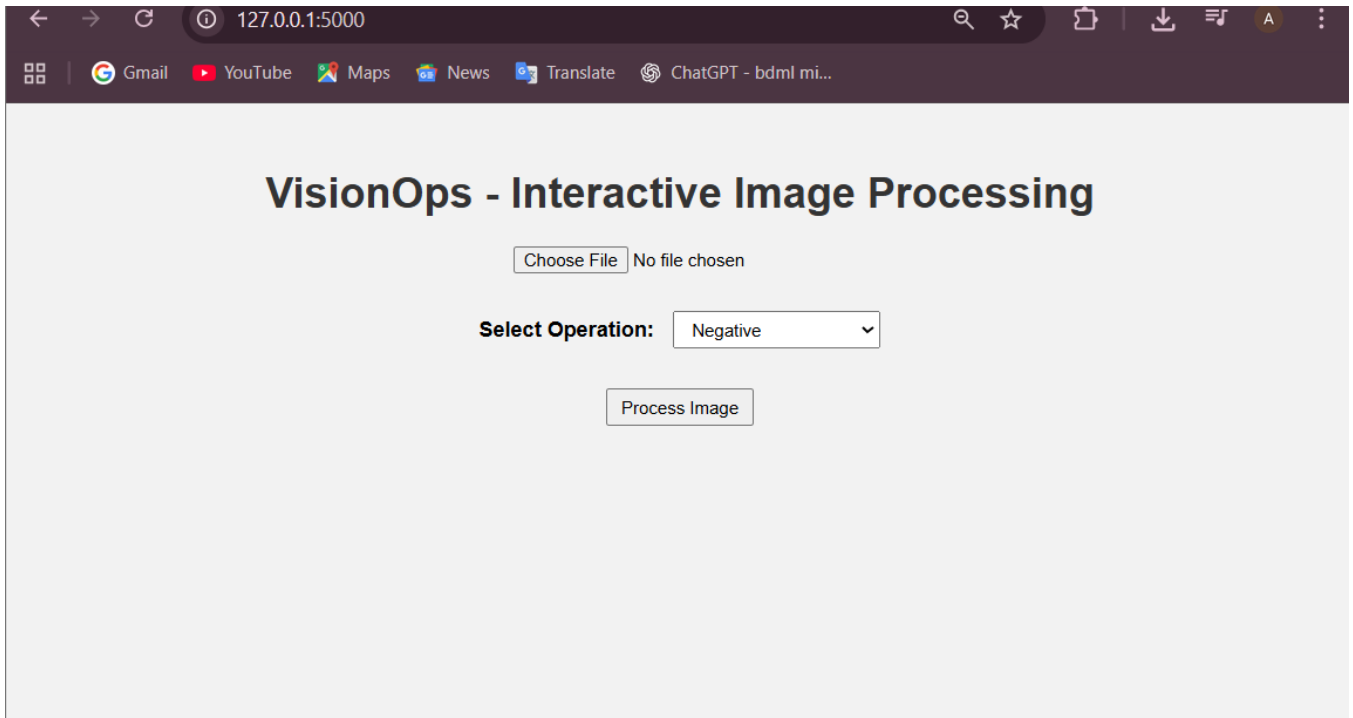 127.0.0.1:5000 A
Gmail YouTube Maps News Translate ChatGPT - bdml mi...
VisionOps - Interactive Image Processing
Choose File No file chosen
Select Operation: Negative
Process Image